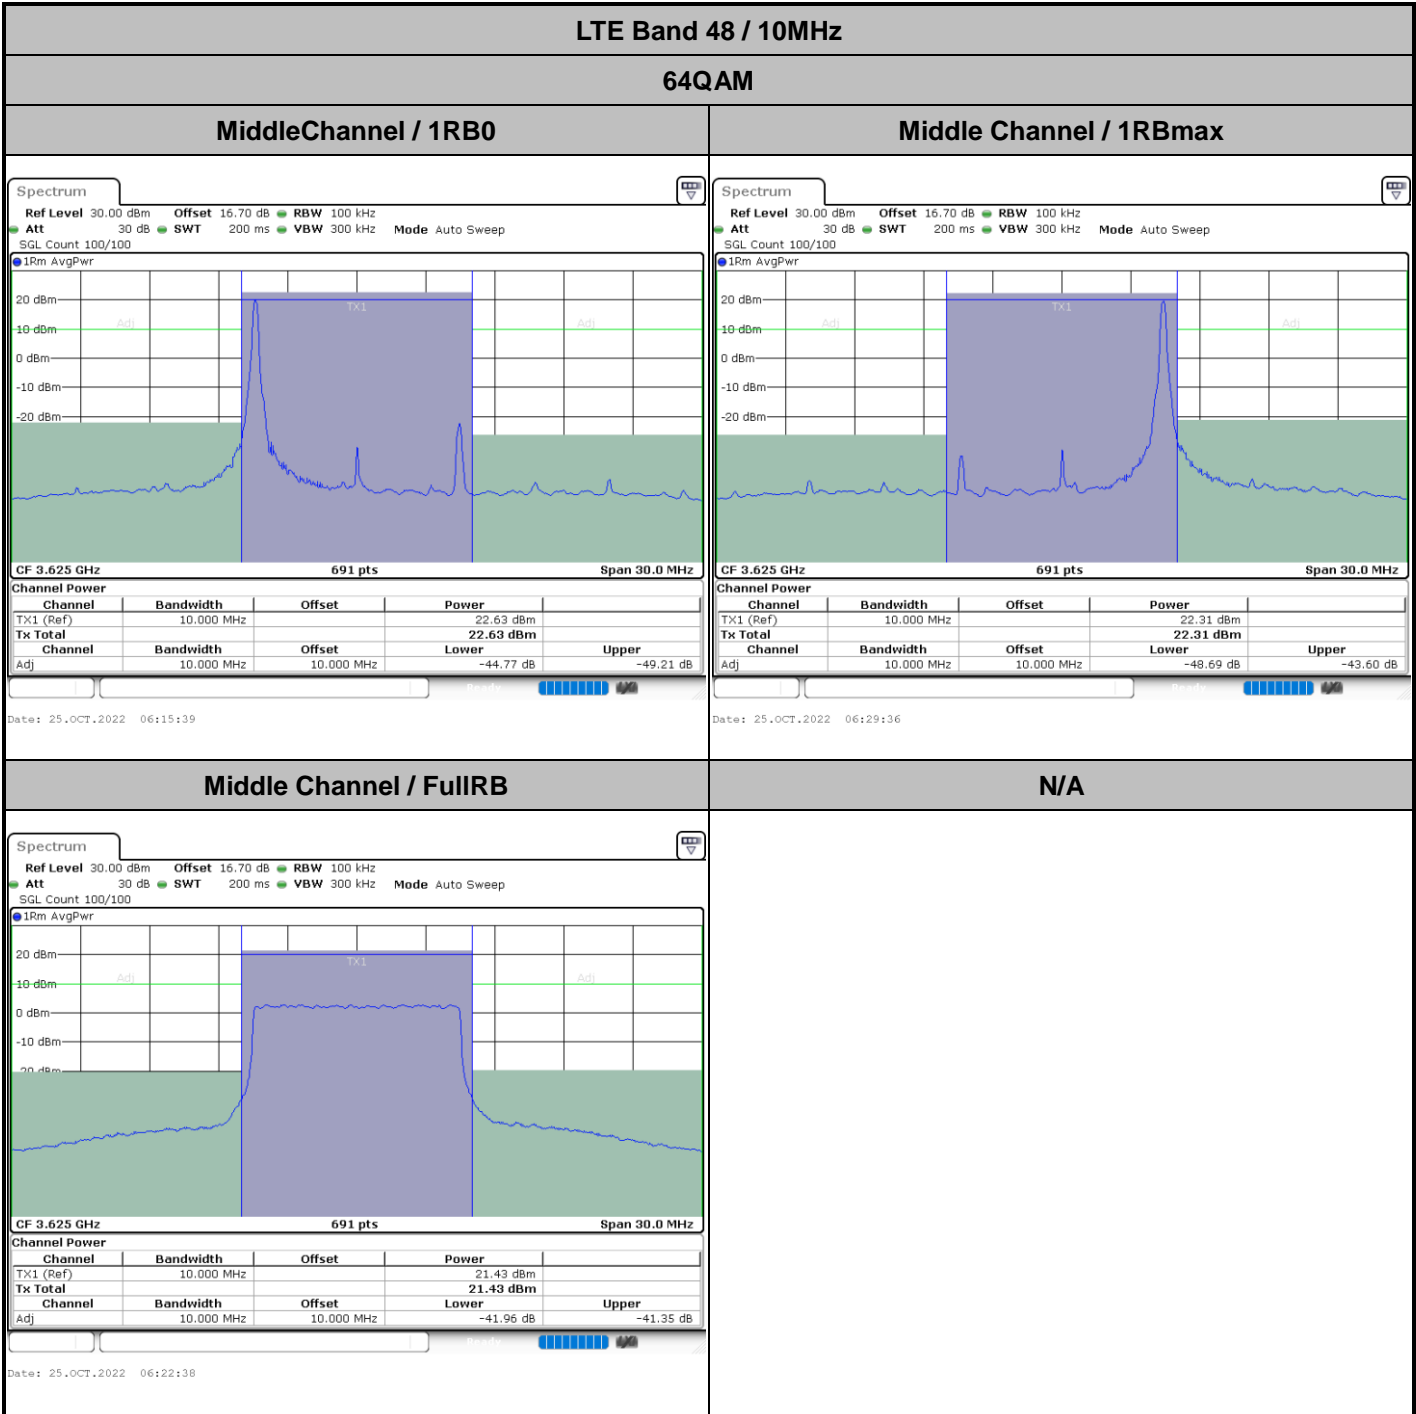 LTE Band 48 / 10MHz
64QAM
MiddleChannel / 1RB0
Middle Channel / 1RBmax
Spectrum
Ref Level 30.00 dBm Offset 16.70 dB RBW 100 kHz
Att 30 dB SWT 200 ms VBW 300 kHz Mode Auto Sweep
SGL Count 100/100
1Rm AvgPwr
TX1
Adj
Adj
20 dBm
10 dBm
0 dBm
-10 dBm
-20 dBm
CF 3.625 GHz 691 pts Span 30.0 MHz
Channel Power
Channel Bandwidth Offset Power
TX1 (Ref) 10.000 MHz 22.63 dBm
Tx Total 22.63 dBm
Channel Bandwidth Offset Lower Upper
Adj 10.000 MHz 10.000 MHz -44.77 dB -49.21 dB
Ready
Date: 25.OCT.2022 06:15:39
Spectrum
Ref Level 30.00 dBm Offset 16.70 dB RBW 100 kHz
Att 30 dB SWT 200 ms VBW 300 kHz Mode Auto Sweep
SGL Count 100/100
1Rm AvgPwr
TX1
Adj
Adj
20 dBm
10 dBm
0 dBm
-10 dBm
-20 dBm
CF 3.625 GHz 691 pts Span 30.0 MHz
Channel Power
Channel Bandwidth Offset Power
TX1 (Ref) 10.000 MHz 22.31 dBm
Tx Total 22.31 dBm
Channel Bandwidth Offset Lower Upper
Adj 10.000 MHz 10.000 MHz -48.69 dB -43.60 dB
Ready
Date: 25.OCT.2022 06:29:36
Middle Channel / FullRB
N/A
Spectrum
Ref Level 30.00 dBm Offset 16.70 dB RBW 100 kHz
Att 30 dB SWT 200 ms VBW 300 kHz Mode Auto Sweep
SGL Count 100/100
1Rm AvgPwr
TX1
Adj
Adj
20 dBm
10 dBm
0 dBm
-10 dBm
-20 dBm
CF 3.625 GHz 691 pts Span 30.0 MHz
Channel Power
Channel Bandwidth Offset Power
TX1 (Ref) 10.000 MHz 21.43 dBm
Tx Total 21.43 dBm
Channel Bandwidth Offset Lower Upper
Adj 10.000 MHz 10.000 MHz -41.96 dB -41.35 dB
Ready
Date: 25.OCT.2022 06:22:38